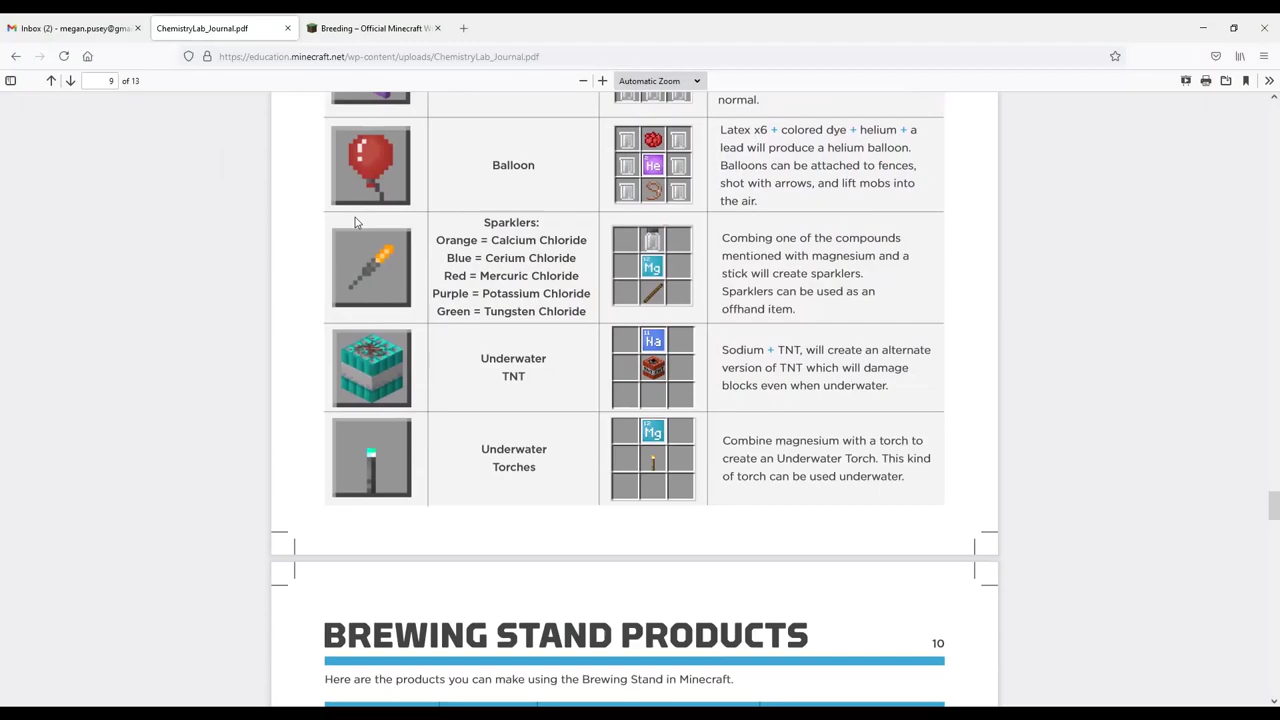 Inbox (2) - megan.pusey@gma
ChemistryLab_Journal.pdf
Breeding – Official Minecraft W
https://education.minecraft.net/wp-content/uploads/ChemistryLab_Journal.pdf
9 of 13
Automatic Zoom
normal.
Balloon
He
Latex x6 + colored dye + helium + a
lead will produce a helium balloon.
Balloons can be attached to fences,
shot with arrows, and lift mobs into
the air.
Sparklers:
Orange = Calcium Chloride
Blue = Cerium Chloride
Red = Mercuric Chloride
Purple = Potassium Chloride
Green = Tungsten Chloride
Mg
Combing one of the compounds
mentioned with magnesium and a
stick will create sparklers.
Sparklers can be used as an
offhand item.
Underwater
TNT
Na
Sodium + TNT, will create an alternate
version of TNT which will damage
blocks even when underwater.
Underwater
Torches
Mg
Combine magnesium with a torch to
create an Underwater Torch. This kind
of torch can be used underwater.
BREWING STAND PRODUCTS
10
Here are the products you can make using the Brewing Stand in Minecraft.